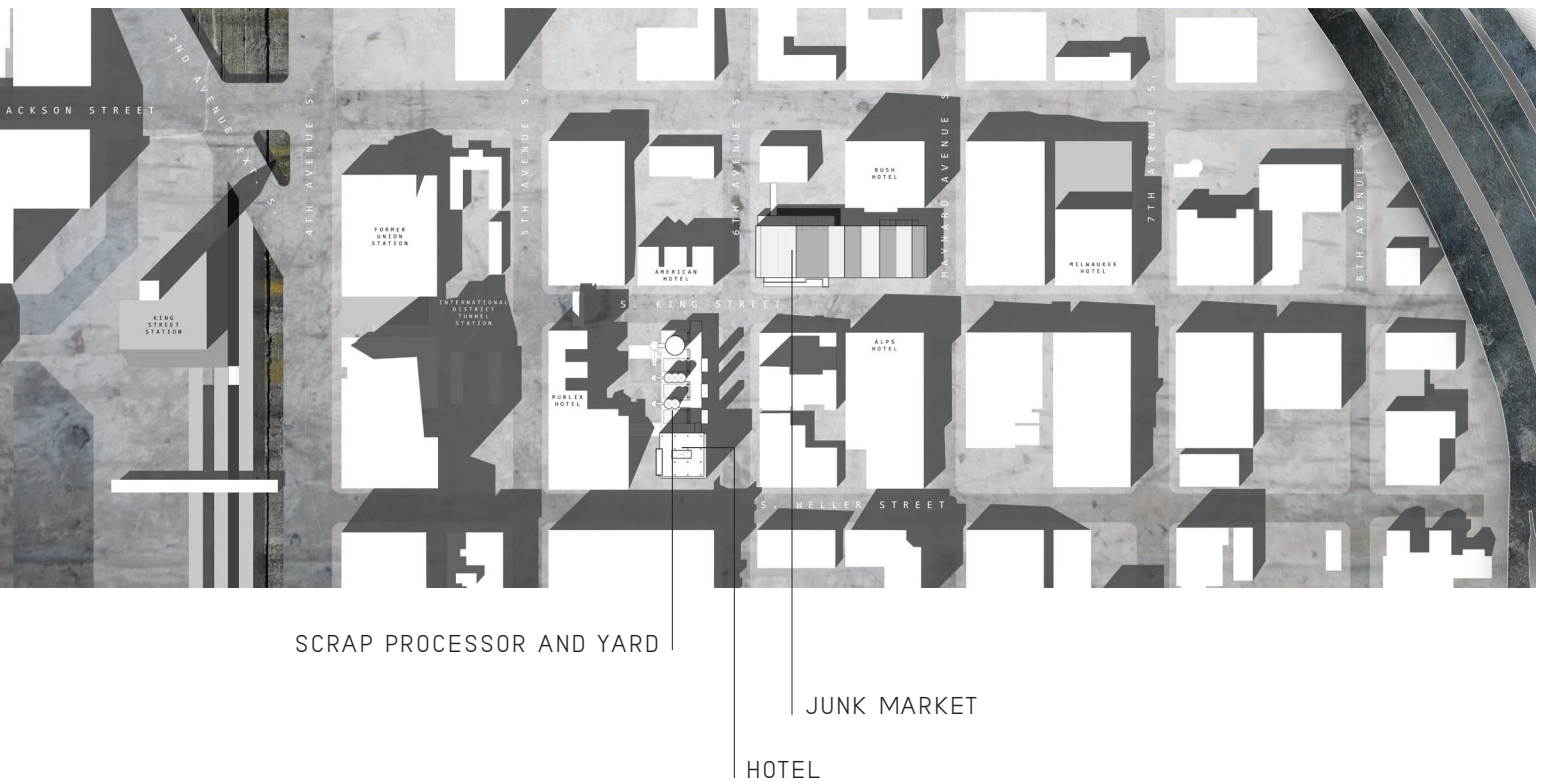 ACKSON STREET
2ND AVENUE EXT. S.
4TH AVENUE S.
5TH AVENUE S.
6TH AVENUE S.
MAYNARD AVENUE S.
7TH AVENUE S.
8TH AVENUE S.
BUSH
HOTEL
FORMER
UNION
STATION
AMERICAN
HOTEL
MILWAUKEE
HOTEL
KING
STREET
STATION
INTERNATIONAL
DISTRICT
TUNNEL
STATION
S. KING STREET
ALPS
HOTEL
PUBLIX
HOTEL
S. WELLER STREET
SCRAP PROCESSOR AND YARD
JUNK MARKET
HOTEL